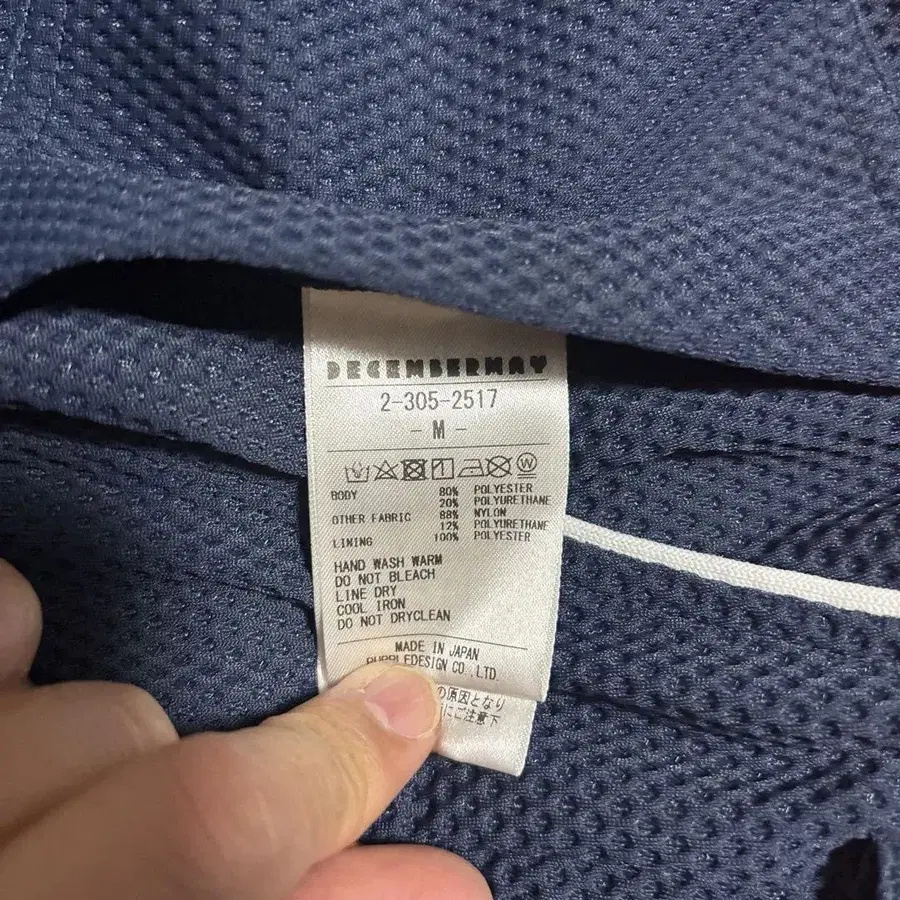 DECEMBERMAY
2-305-2517
- M -
BODY 80% POLYESTER
20% POLYURETHANE
OTHER FABRIC 88% NYLON
12% POLYURETHANE
LINING 100% POLYESTER
HAND WASH WARM
DO NOT BLEACH
LINE DRY
COOL IRON
DO NOT DRYCLEAN
MADE IN JAPAN
CO.,LTD
の原因となり
にご注意下